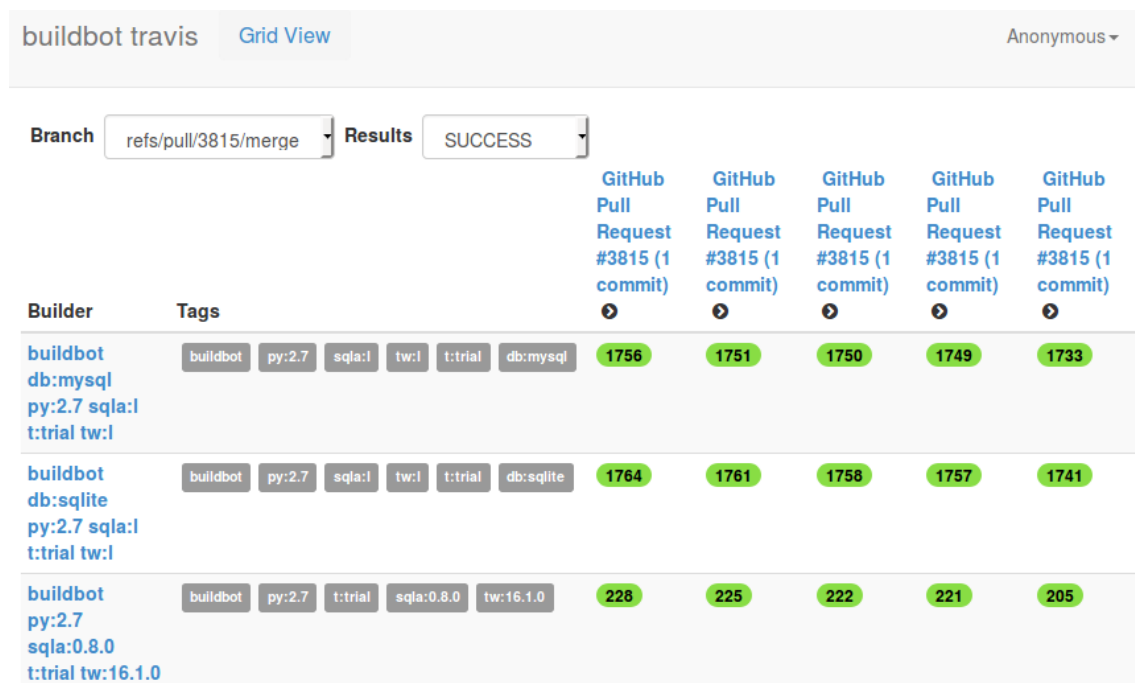 buildbot travis Grid View Anonymous
Branch refs/pull/3815/merge Results SUCCESS
GitHub GitHub GitHub GitHub GitHub
Pull Pull Pull Pull Pull
Request Request Request Request Request
#3815 (1 #3815 (1 #3815 (1 #3815 (1 #3815 (1
commit) commit) commit) commit) commit)
Builder Tags
buildbot buildbot py:2.7 sqla:l tw:l t:trial db:mysql 1756 1751 1750 1749 1733
db:mysql
py:2.7 sqla:l
t:trial tw:l
buildbot buildbot py:2.7 sqla:l tw:l t:trial db:sqlite 1764 1761 1758 1757 1741
db:sqlite
py:2.7 sqla:l
t:trial tw:l
buildbot buildbot py:2.7 t:trial sqla:0.8.0 tw:16.1.0 228 225 222 221 205
py:2.7
sqla:0.8.0
t:trial tw:16.1.0